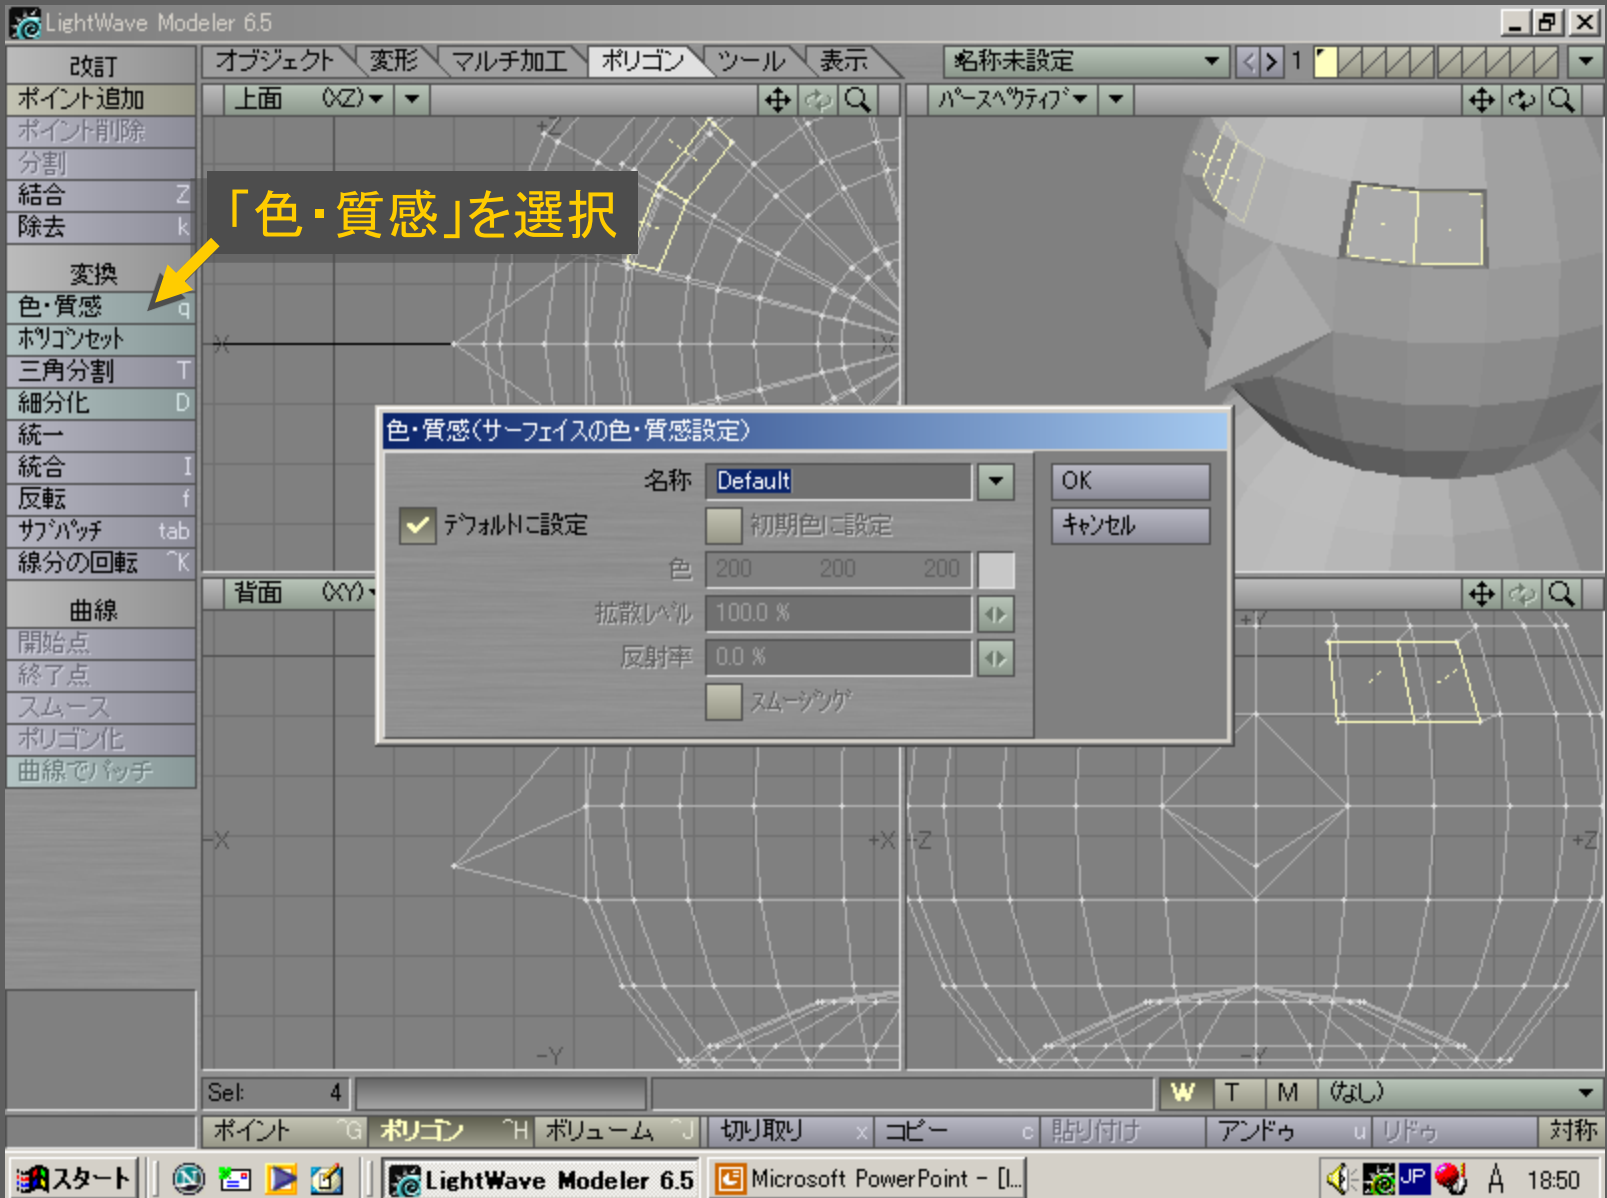 LightWave Modeler 6.5
改訂
オブジェクト 変形 マルチ加工 ポリゴン ツール 表示
名称未設定
1
ポイント追加
ポイント削除
分割
結合 Z
除去 k
変換
色・質感 q
ポリゴンセット
三角分割 T
細分化 D
統一
統合 I
反転 f
サブパッチ tab
線分の回転 ^K
曲線
開始点
終了点
スムース
ポリゴン化
曲線でパッチ
上面 (XZ)
パースペクティブ
「色・質感」を選択
+Z
-X
+X
色・質感(サーフェイスの色・質感設定)
名称 Default
OK
デフォルトに設定
初期色に設定
キャンセル
色 200 200 200
拡散レベル 100.0 %
反射率 0.0 %
スムージング
背面 (XY)
+Y
-X
+X
-Z
+Z
-Y
-Y
Sel: 4
W T M (なし)
ポイント ^G ポリゴン ^H ボリューム ^J 切り取り x コピー c 貼り付け アンドゥ u リドゥ 対称
スタート
LightWave Modeler 6.5
Microsoft PowerPoint - [l...
JP
A
18:50